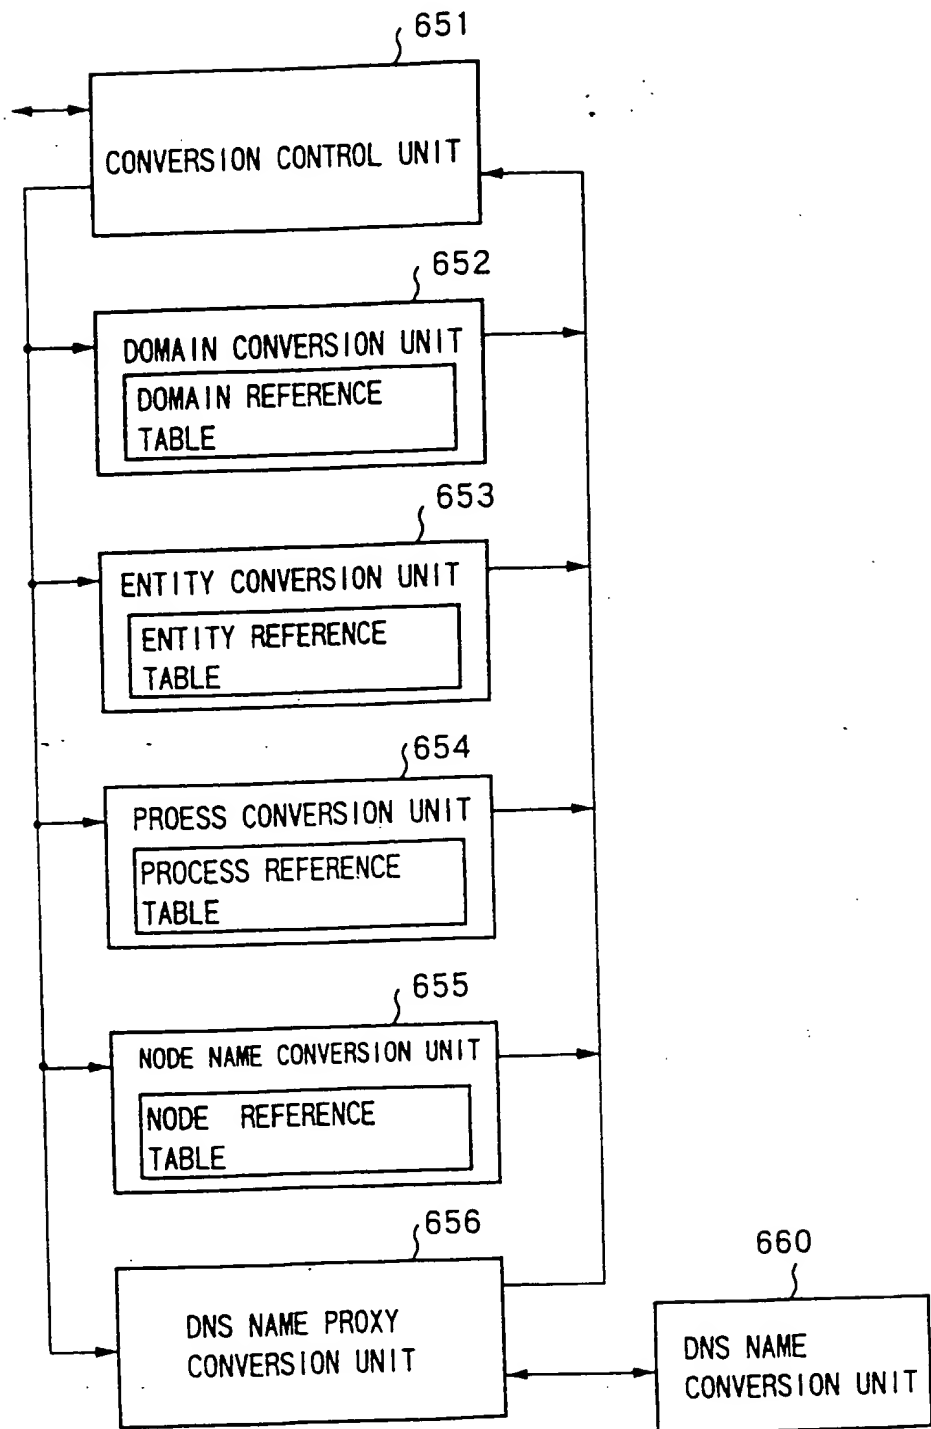 651
CONVERSION CONTROL UNIT
652
DOMAIN CONVERSION UNIT
DOMAIN REFERENCE
TABLE
653
ENTITY CONVERSION UNIT
ENTITY REFERENCE
TABLE
654
PROESS CONVERSION UNIT
PROCESS REFERENCE
TABLE
655
NODE NAME CONVERSION UNIT
NODE REFERENCE
TABLE
656
DNS NAME PROXY
CONVERSION UNIT
660
DNS NAME
CONVERSION UNIT